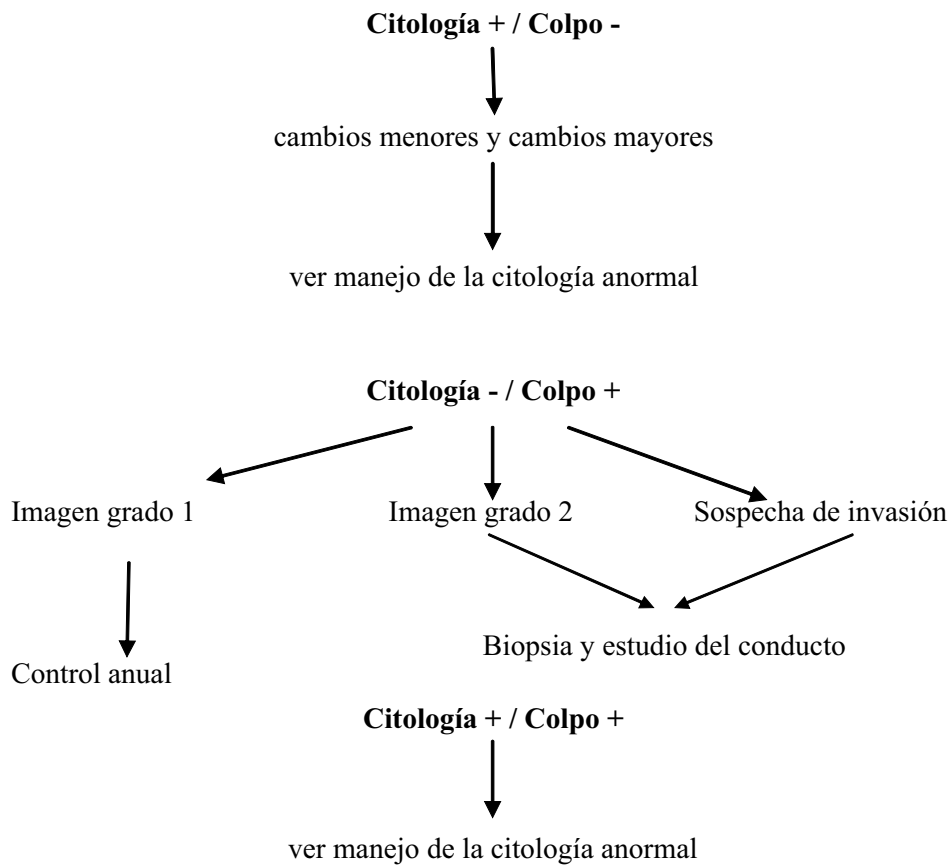 Citología + / Colpo -
cambios menores y cambios mayores
ver manejo de la citología anormal
Citología - / Colpo +
Imagen grado 1
Imagen grado 2
Sospecha de invasión
Biopsia y estudio del conducto
Control anual
Citología + / Colpo +
ver manejo de la citología anormal